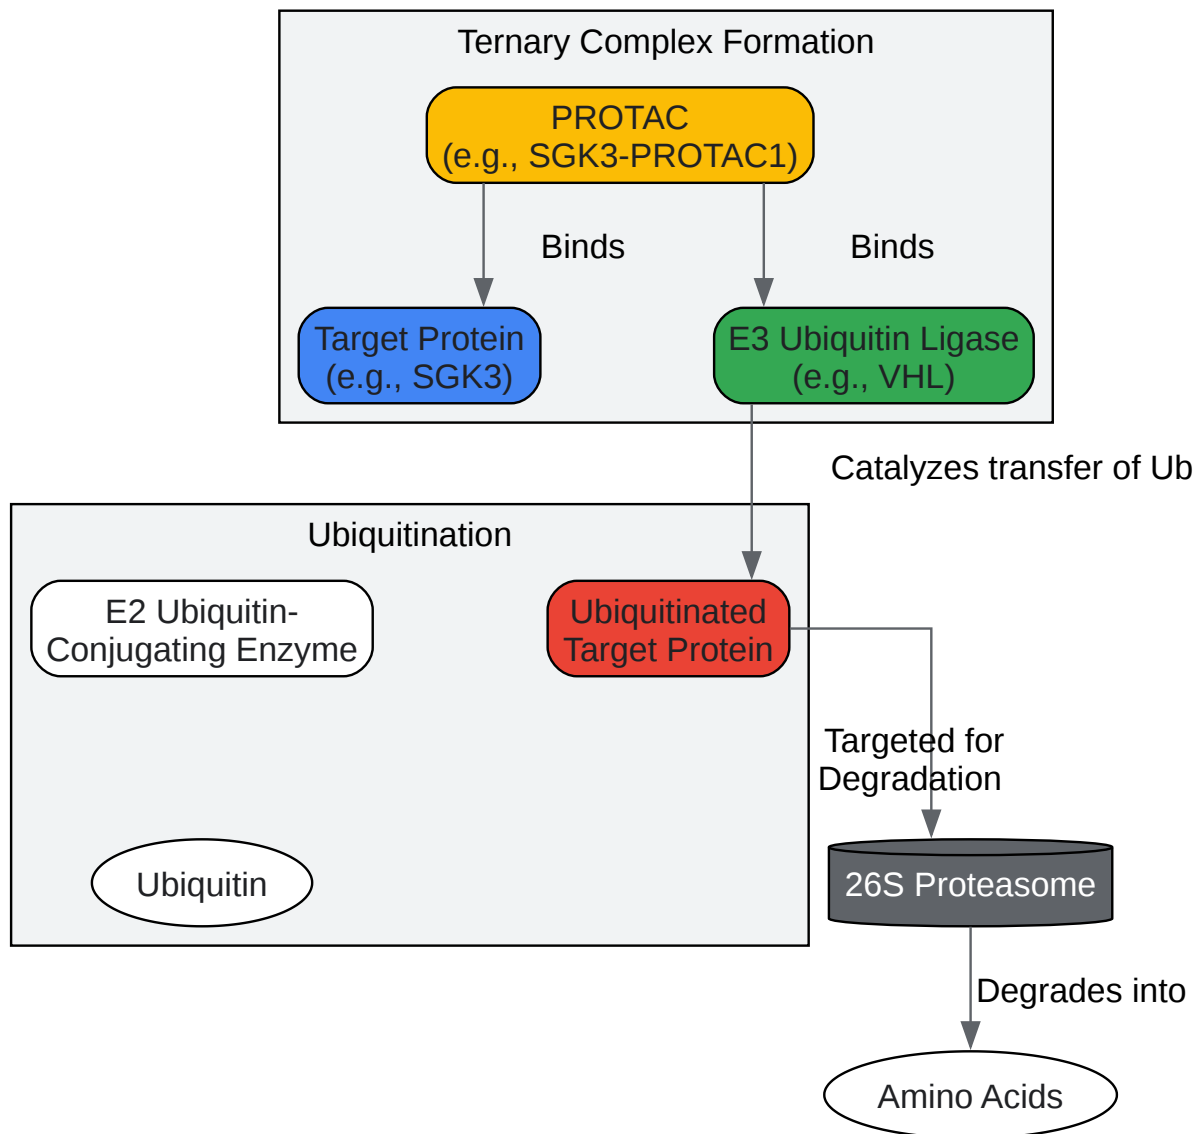 Ternary Complex Formation
PROTAC
(e.g., SGK3-PROTAC1)
Binds
Binds
Target Protein
(e.g., SGK3)
E3 Ubiquitin Ligase
(e.g., VHL)
Catalyzes transfer of Ub
Ubiquitination
E2 Ubiquitin-
Conjugating Enzyme
Ubiquitinated
Target Protein
Targeted for
Degradation
Ubiquitin
26S Proteasome
Degrades into
Amino Acids